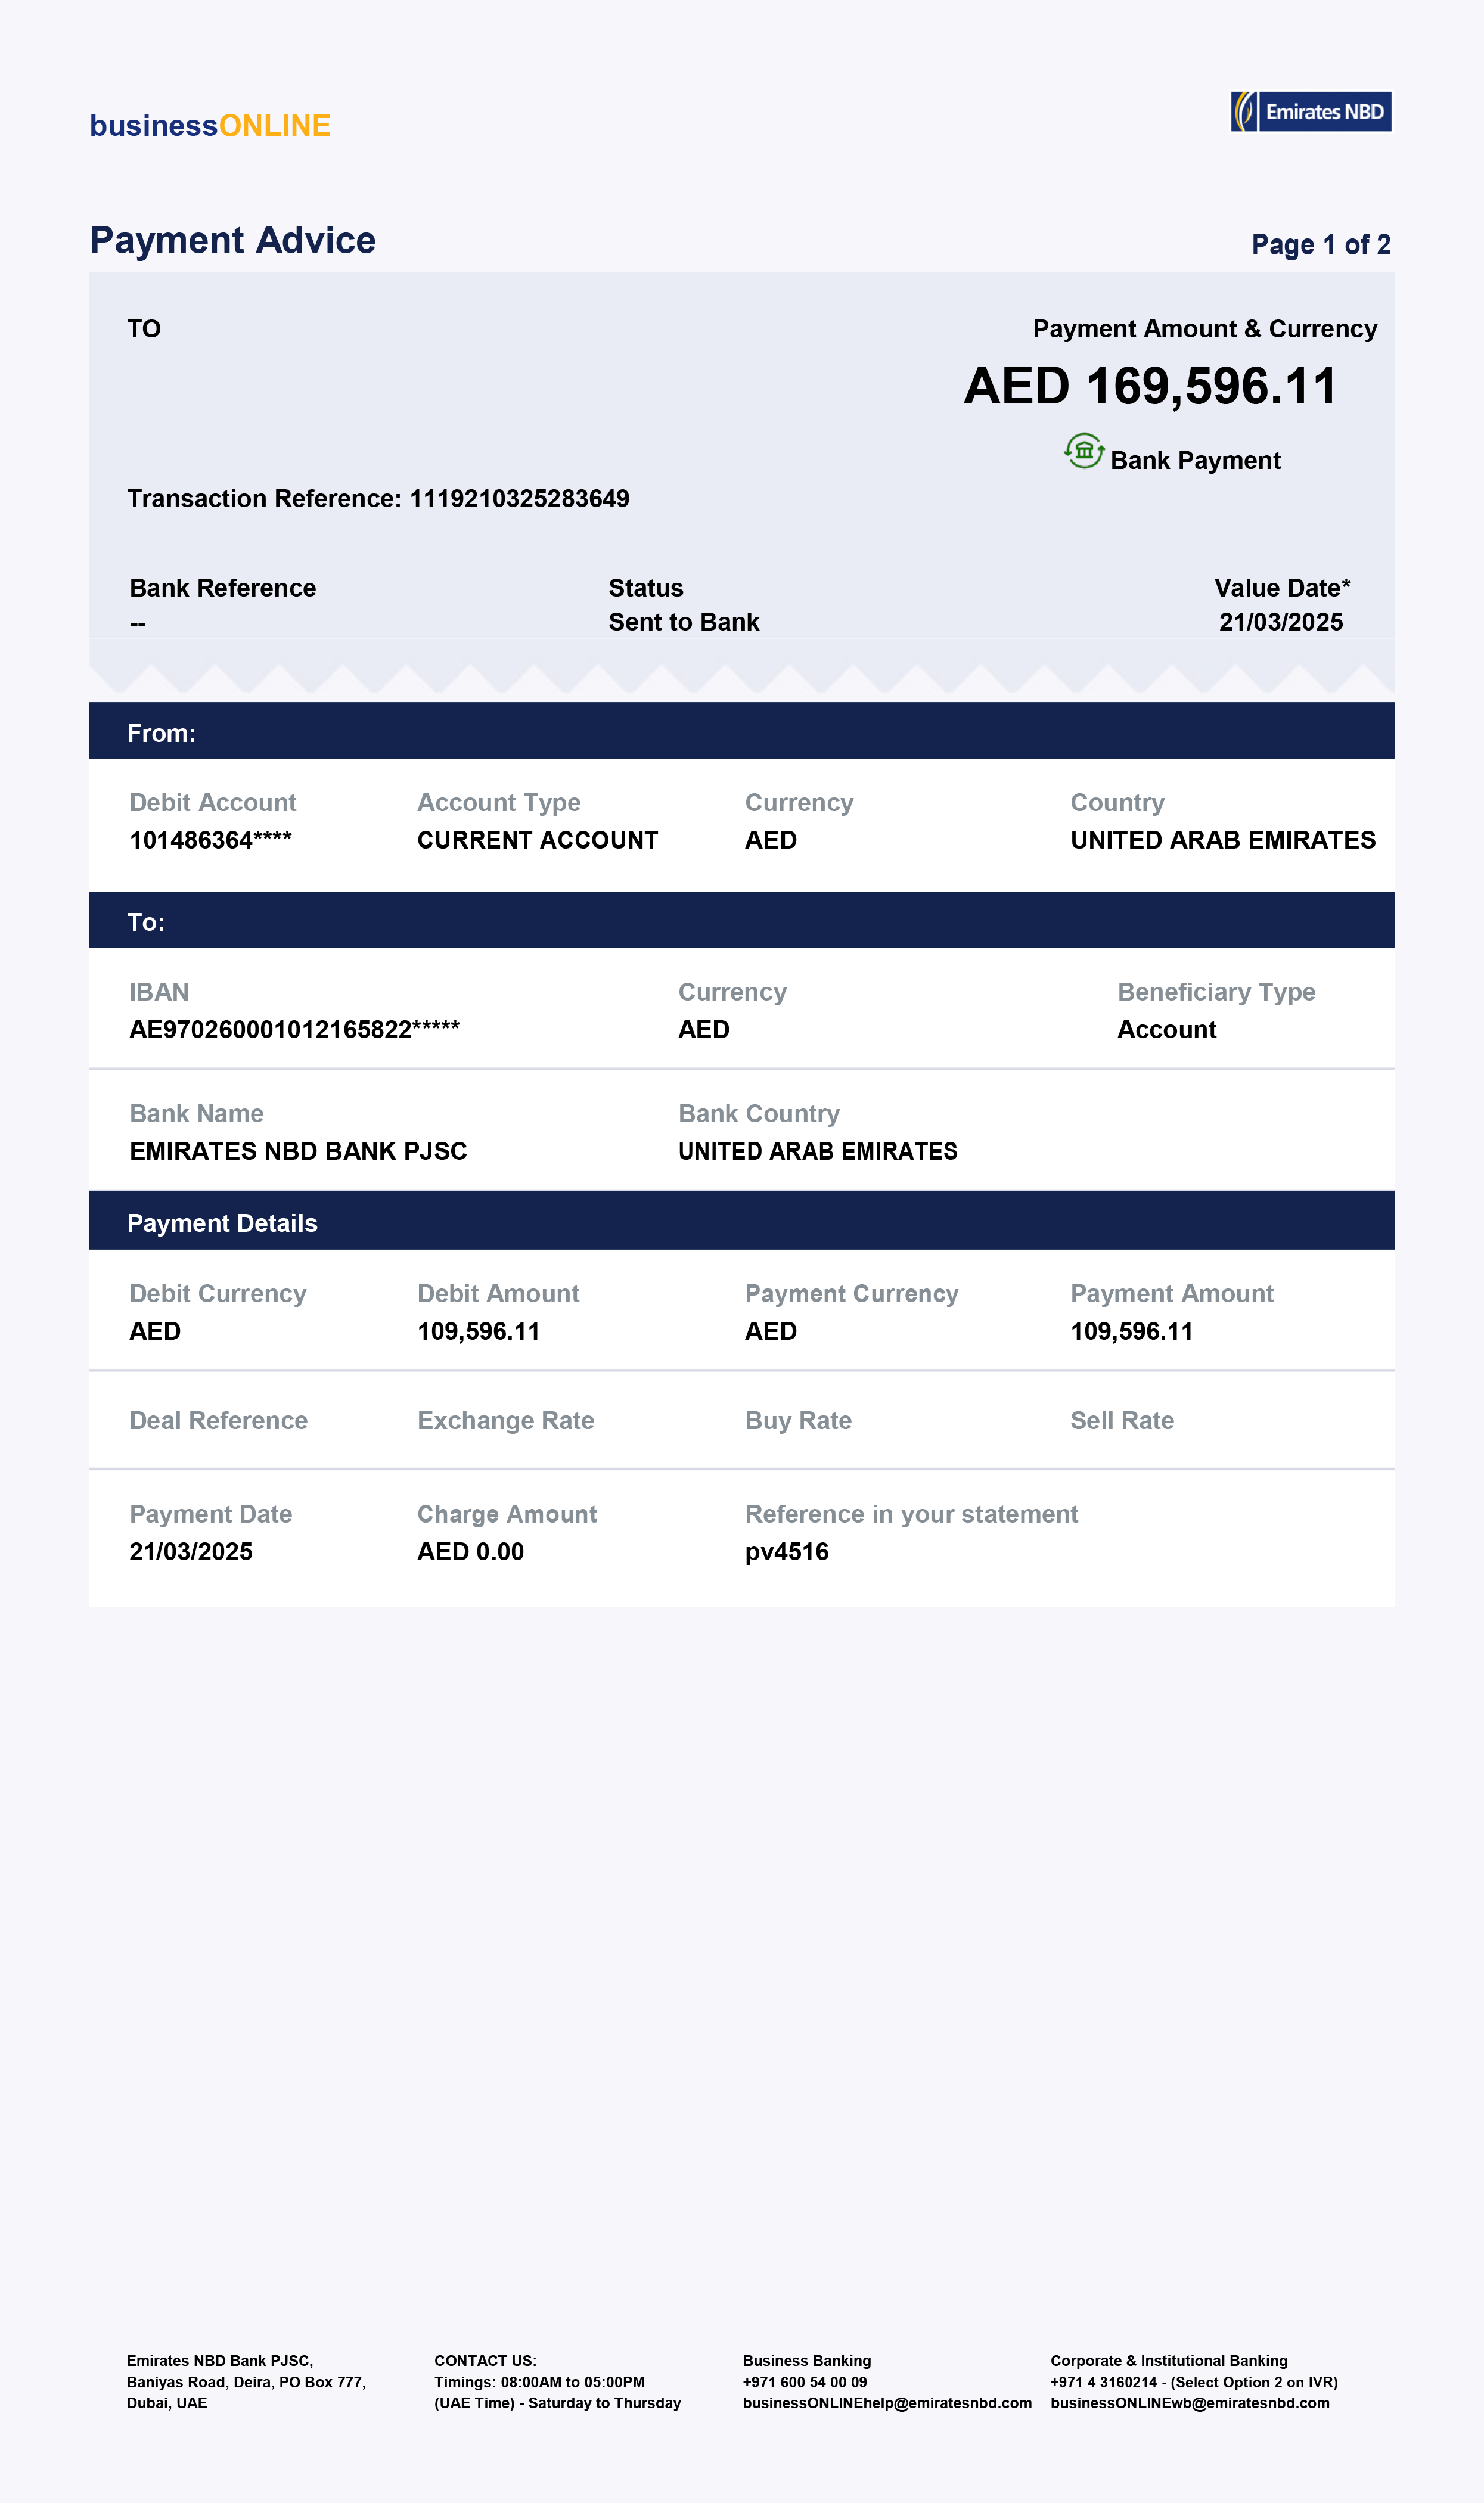 businessONLINE
Emirates NBD
Payment Advice
Page 1 of 2
TO
Payment Amount & Currency
AED 169,596.11
Bank Payment
Transaction Reference: 1119210325283649
Bank Reference Status Value Date*
-- Sent to Bank 21/03/2025
From:
Debit Account Account Type Currency Country
101486364**** CURRENT ACCOUNT AED UNITED ARAB EMIRATES
To:
IBAN Currency Beneficiary Type
AE970260001012165822***** AED Account
Bank Name Bank Country
EMIRATES NBD BANK PJSC UNITED ARAB EMIRATES
Payment Details
Debit Currency Debit Amount Payment Currency Payment Amount
AED 109,596.11 AED 109,596.11
Deal Reference Exchange Rate Buy Rate Sell Rate
Payment Date Charge Amount Reference in your statement
21/03/2025 AED 0.00 pv4516
Emirates NBD Bank PJSC,
Baniyas Road, Deira, PO Box 777,
Dubai, UAE
CONTACT US:
Timings: 08:00AM to 05:00PM
(UAE Time) - Saturday to Thursday
Business Banking
+971 600 54 00 09
businessONLINEhelp@emiratesnbd.com
Corporate & Institutional Banking
+971 4 3160214 - (Select Option 2 on IVR)
businessONLINEwb@emiratesnbd.com